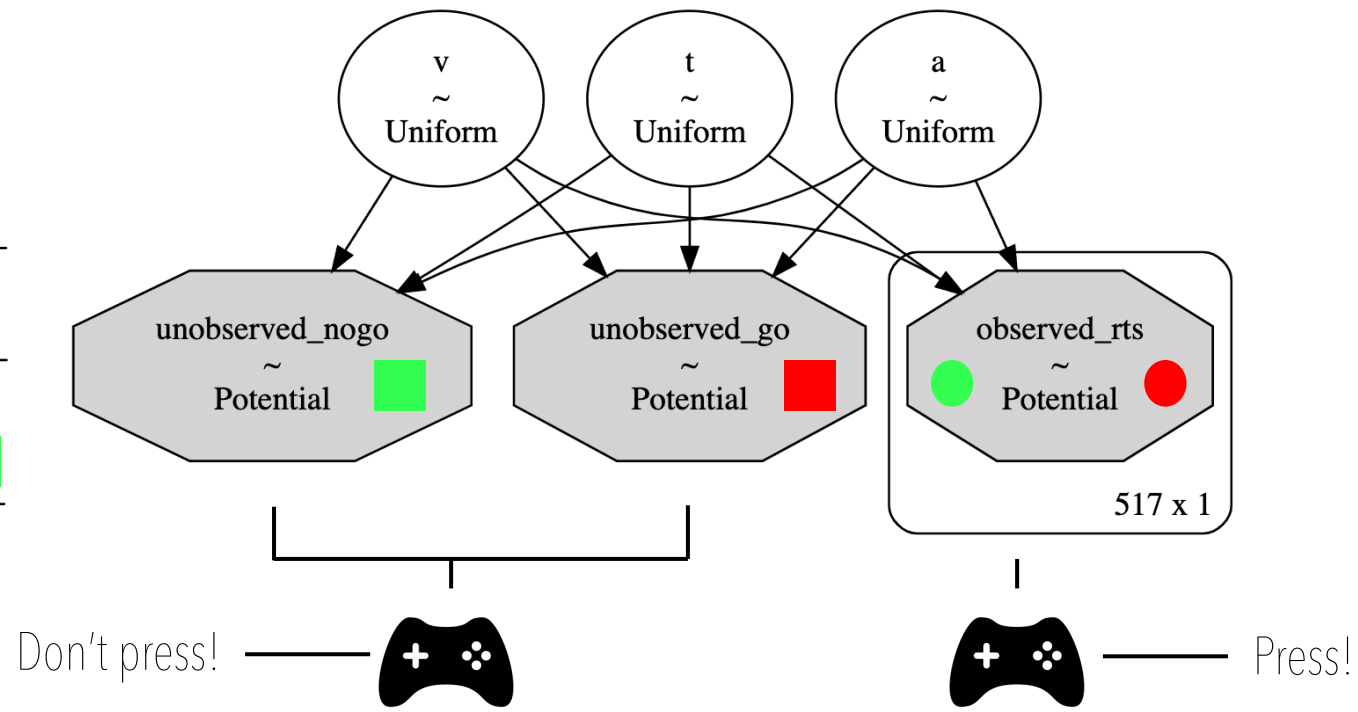 v
~
Uniform
t
~
Uniform
a
~
Uniform
unobserved_nogo
~
Potential
unobserved_go
~
Potential
observed_rts
~
Potential
517 x 1
Don't press!
Press!